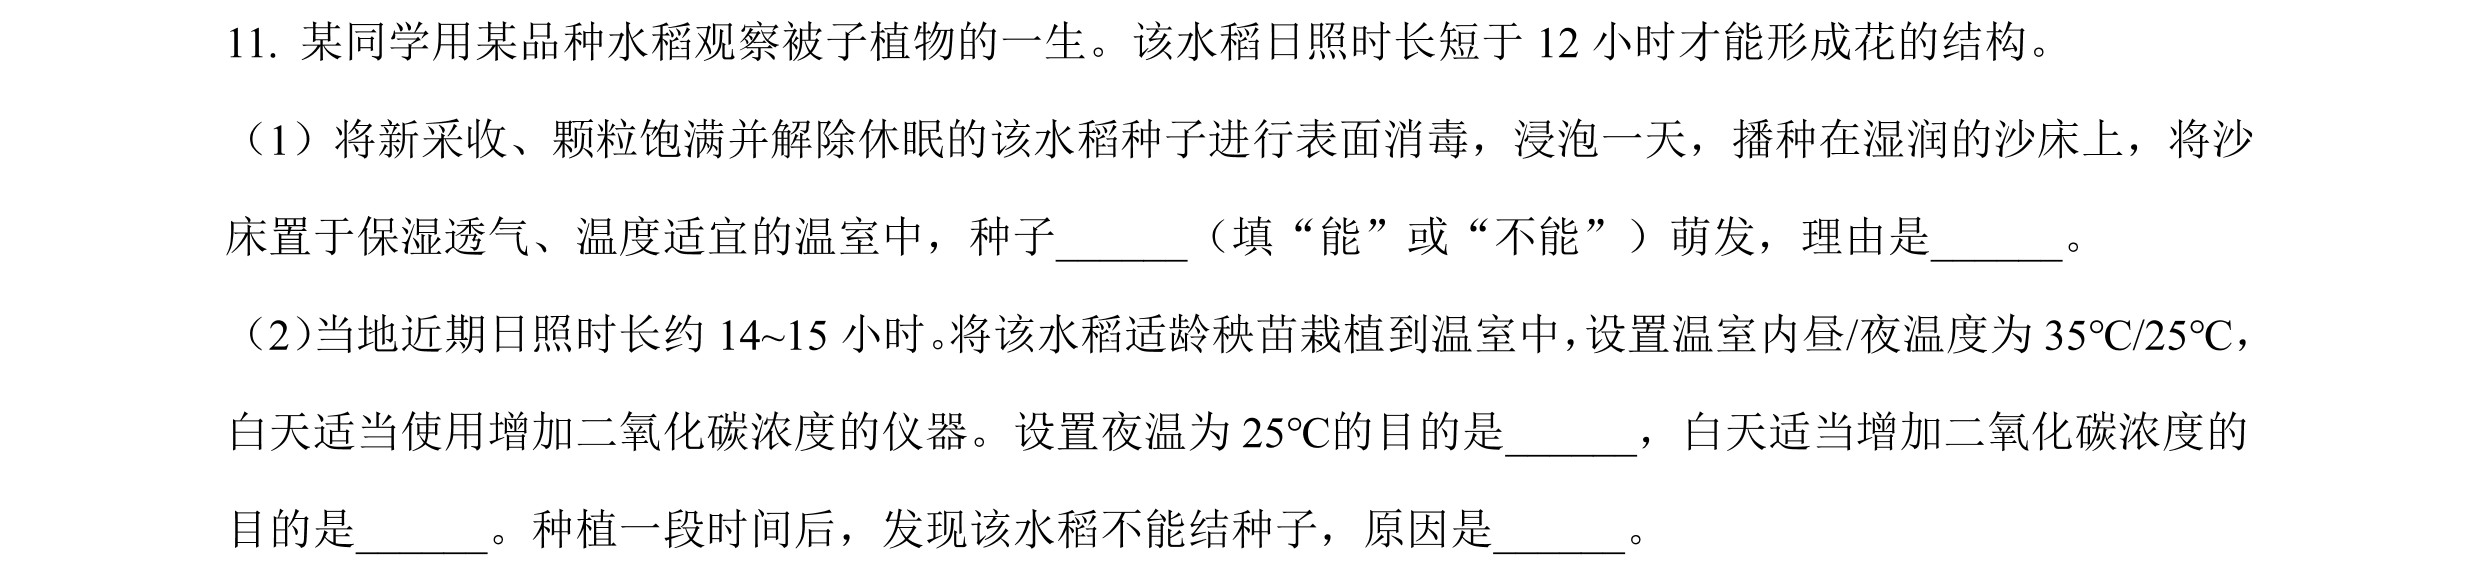 11. 某同学用某品种水稻观察被子植物的一生。该水稻日照时长短于 12 小时才能形成花的结构。
（1）将新采收、颗粒饱满并解除休眠的该水稻种子进行表面消毒，浸泡一天，播种在湿润的沙床上，将沙
床置于保湿透气、温度适宜的温室中，种子______（填“能”或“不能”）萌发，理由是______。
（2）当地近期日照时长约 14~15 小时。将该水稻适龄秧苗栽植到温室中，设置温室内昼/夜温度为 35℃/25℃，
白天适当使用增加二氧化碳浓度的仪器。设置夜温为 25℃的目的是______，白天适当增加二氧化碳浓度的
目的是______。种植一段时间后，发现该水稻不能结种子，原因是______。